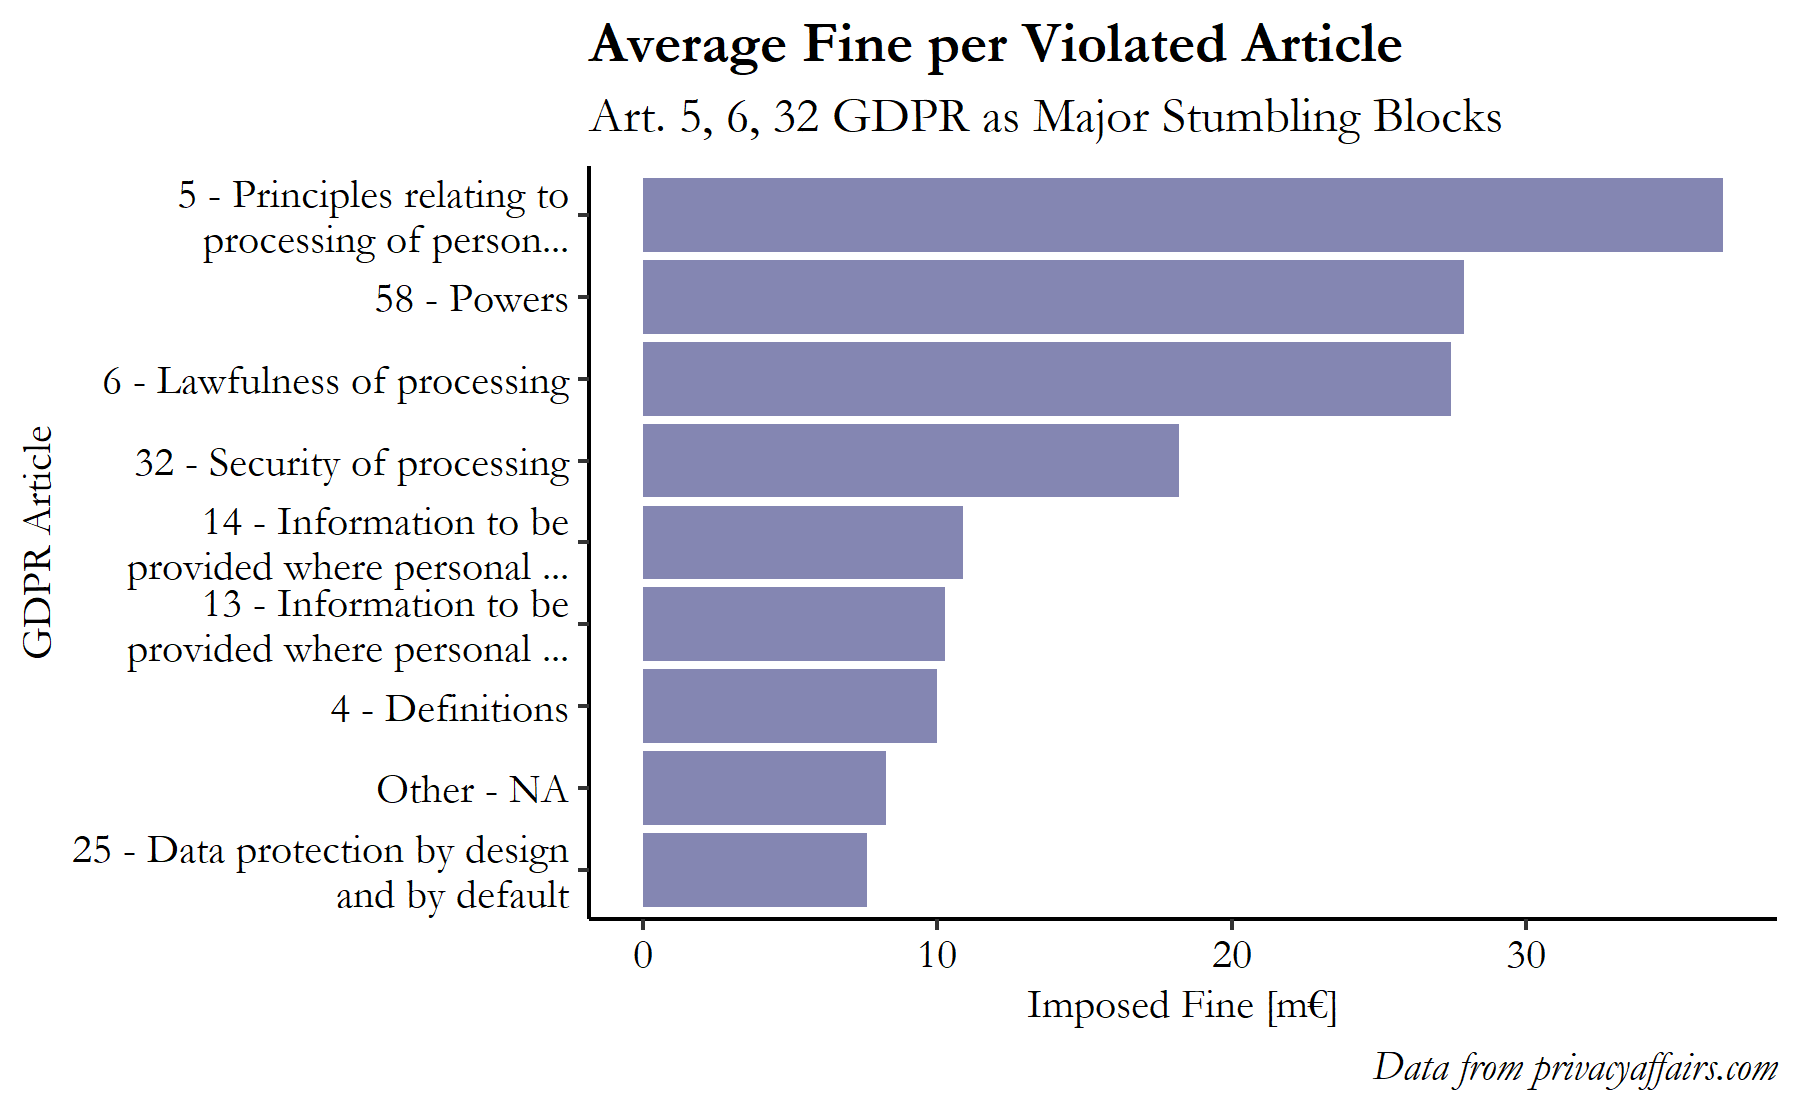 Average Fine per Violated Article
Art. 5, 6, 32 GDPR as Major Stumbling Blocks
GDPR Article
5 - Principles relating to
processing of person...
58 - Powers
6 - Lawfulness of processing
32 - Security of processing
14 - Information to be
provided where personal ...
13 - Information to be
provided where personal ...
4 - Definitions
Other - NA
25 - Data protection by design
and by default
0 10 20 30
Imposed Fine [m€]
Data from privacyaffairs.com